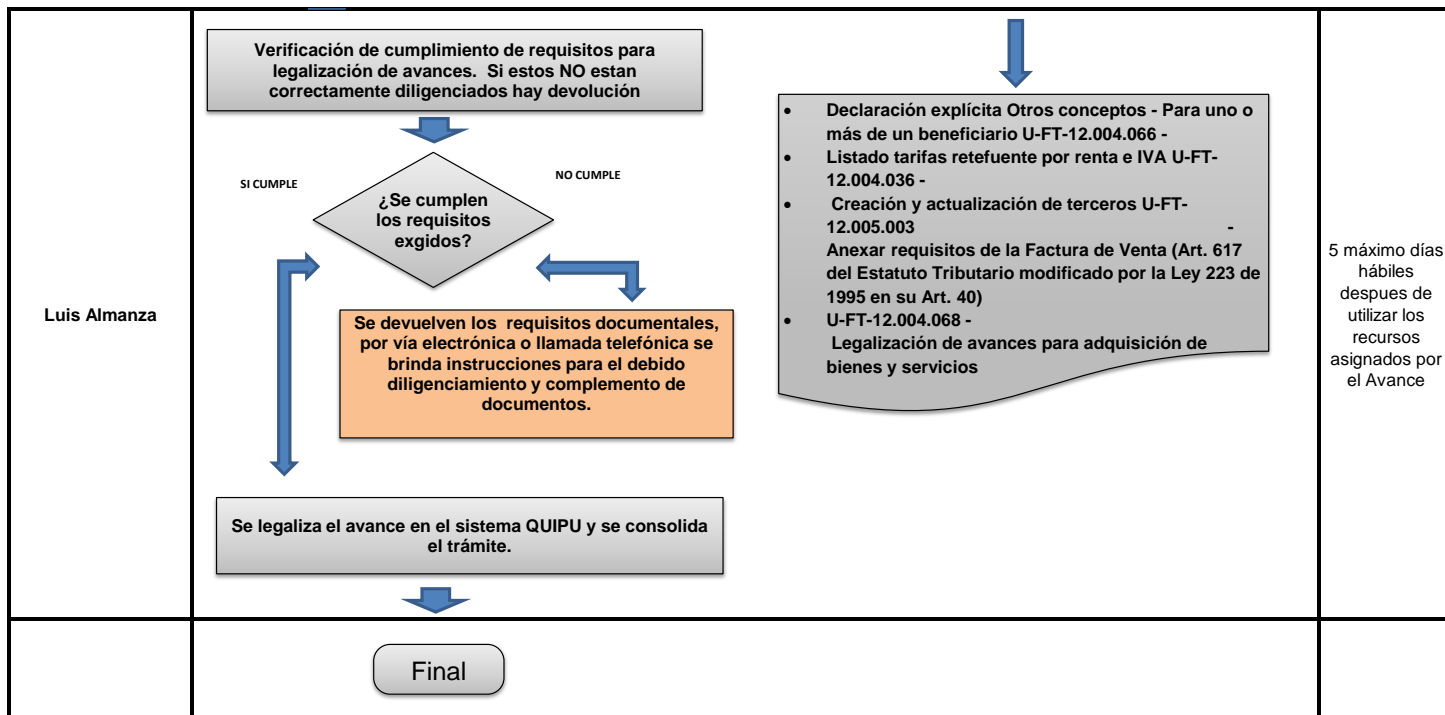 Luis Almanza
Verificación de cumplimiento de requisitos para
legalización de avances.  Si estos NO estan
correctamente diligenciados hay devolución
SI CUMPLE
NO CUMPLE
¿Se cumplen
los requisitos
exgidos?
Se devuelven los  requisitos documentales,
por vía electrónica o llamada telefónica se
brinda instrucciones para el debido
diligenciamiento y complemento de
documentos.
Se legaliza el avance en el sistema QUIPU y se consolida
el trámite.
• Declaración explícita Otros conceptos - Para uno o
más de un beneficiario U-FT-12.004.066 -
• Listado tarifas retefuente por renta e IVA U-FT-
12.004.036 -
• Creación y actualización de terceros U-FT-
12.005.003 -
Anexar requisitos de la Factura de Venta (Art. 617
del Estatuto Tributario modificado por la Ley 223 de
1995 en su Art. 40)
• U-FT-12.004.068 -
Legalización de avances para adquisición de
bienes y servicios
5 máximo días
hábiles
despues de
utilizar los
recursos
asignados por
el Avance
Final